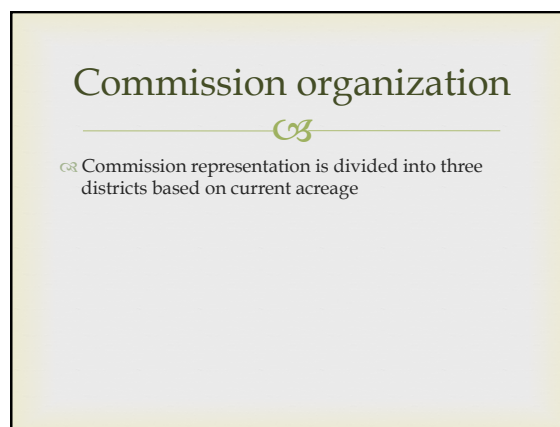 Commission organization
Commission representation is divided into three
districts based on current acreage